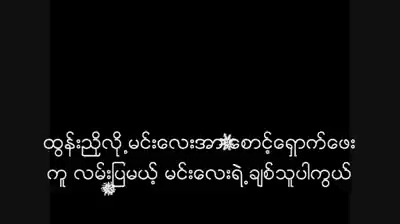 ထွန်းညှိလို့မင်းလေးအားစောင့်ရှောက်ဖေး
ကူ လမ်းပြမယ့် မင်းလေးရဲ့ချစ်သူပါကွယ်